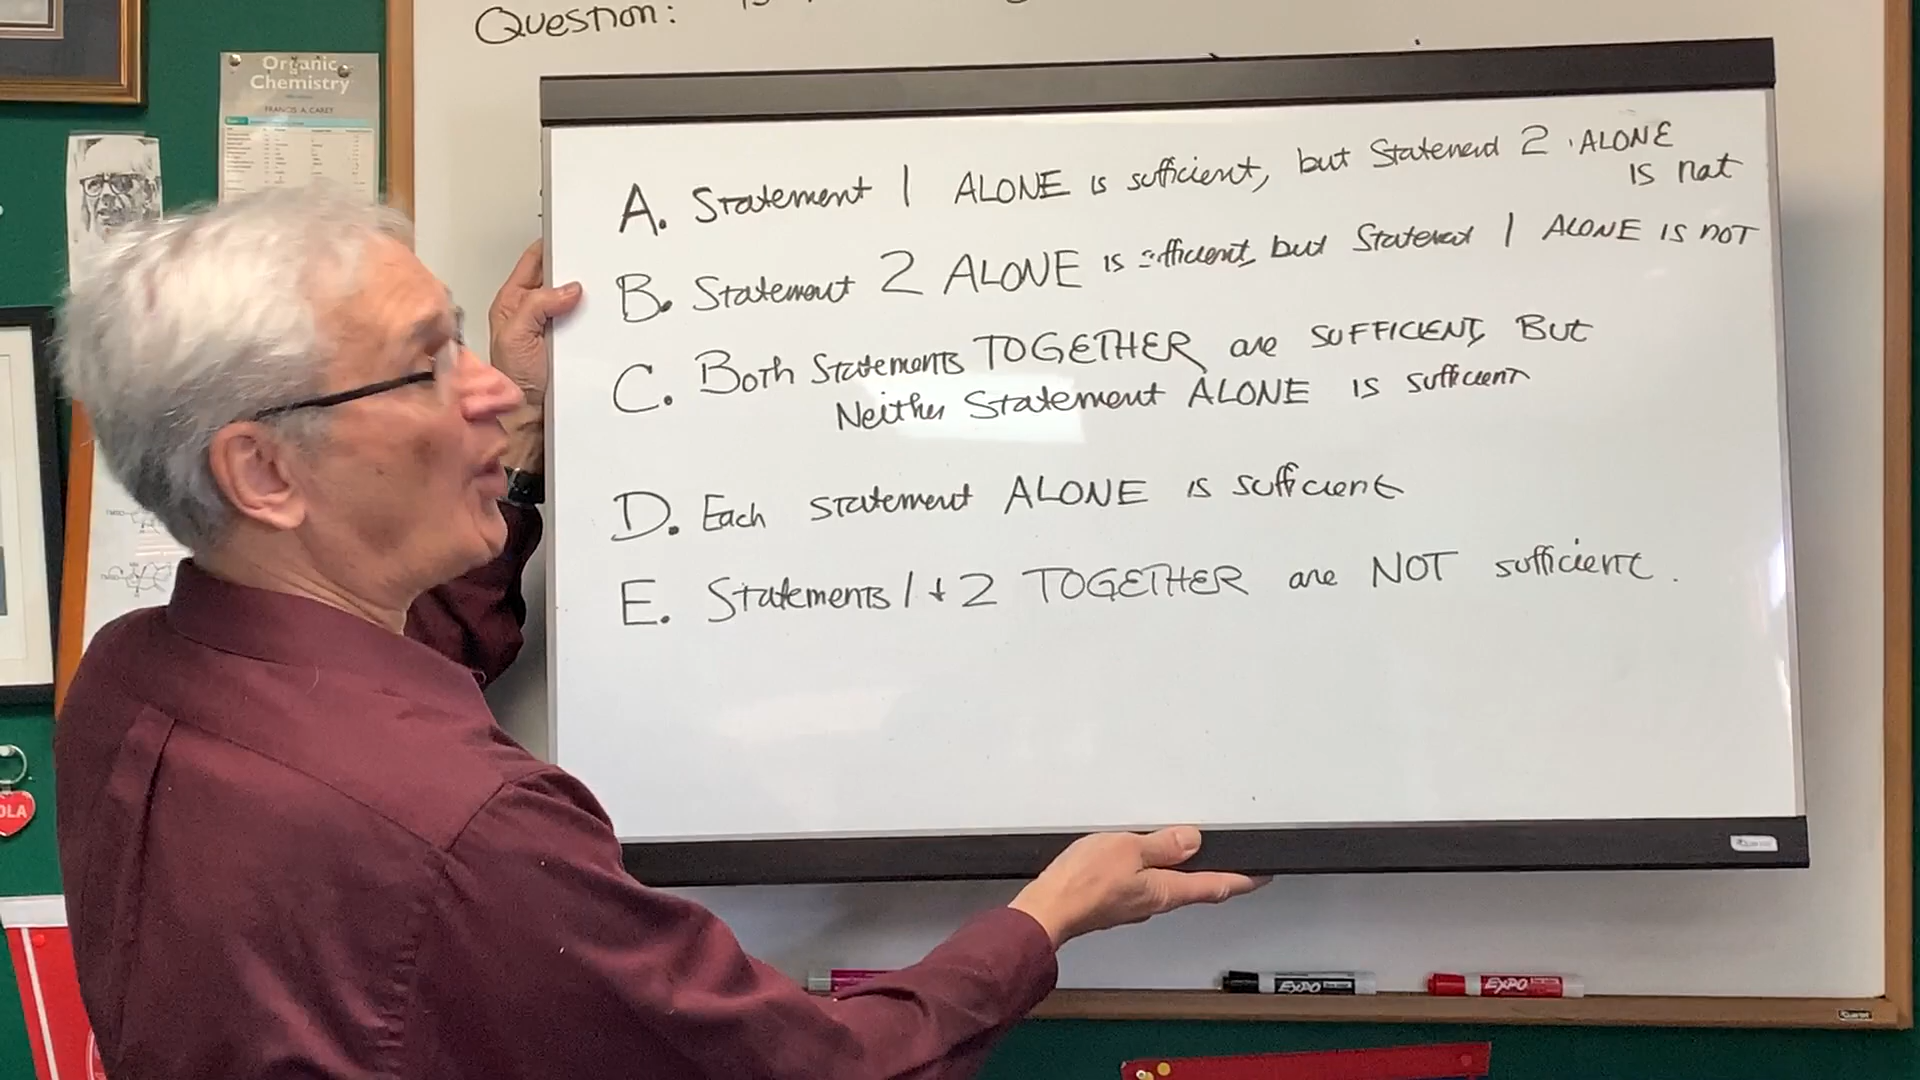 Question:
Organic
Chemistry
FRANCIS A. CAREY
A. Statement 1 ALONE is sufficient, but Statement 2 ALONE
is not
B. Statement 2 ALONE is sufficient, but Statement 1 ALONE IS NOT
C. Both Statements TOGETHER are SUFFICIENT, BUT
Neither Statement ALONE IS sufficient
D. Each statement ALONE is sufficient
E. Statements 1 + 2 TOGETHER are NOT sufficient.
OLA
EXPO
EXPO
Quartet